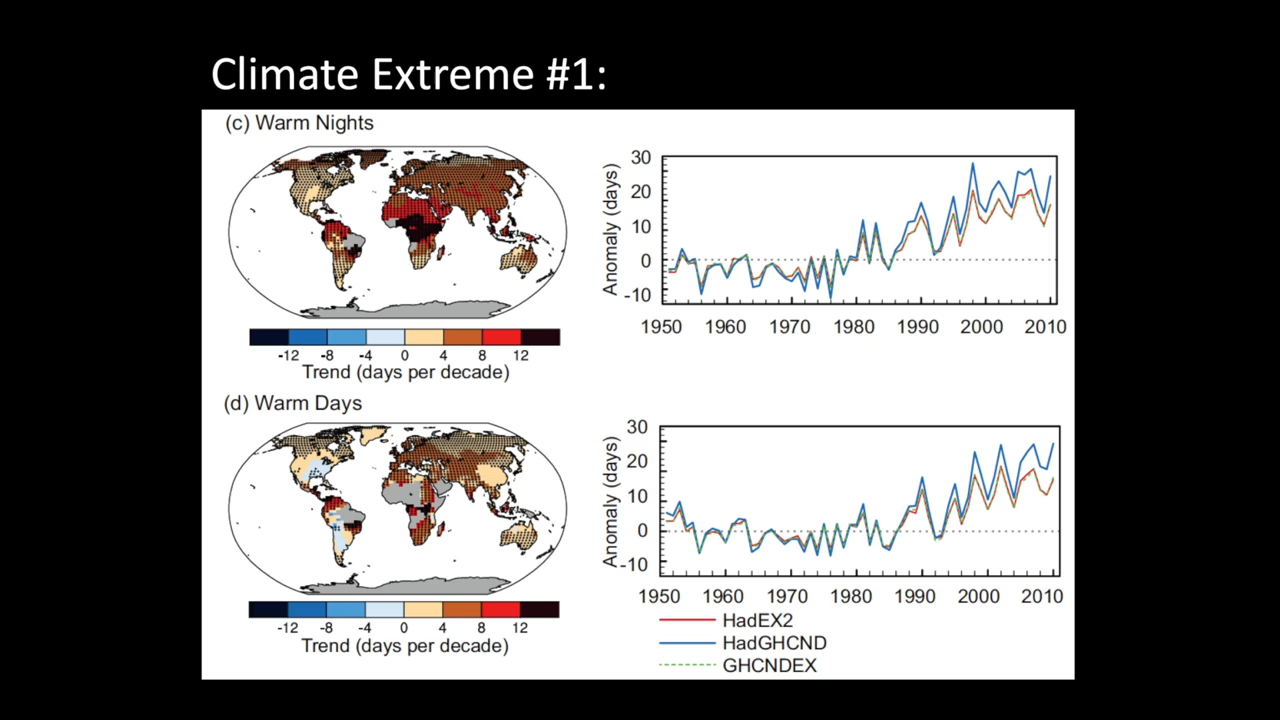 Climate Extreme #1:
(c) Warm Nights
-12 -8 -4 0 4 8 12
Trend (days per decade)
Anomaly (days)
30
20
10
0
-10
1950 1960 1970 1980 1990 2000 2010
(d) Warm Days
-12 -8 -4 0 4 8 12
Trend (days per decade)
Anomaly (days)
30
20
10
0
-10
1950 1960 1970 1980 1990 2000 2010
HadEX2
HadGHCND
GHCNDEX